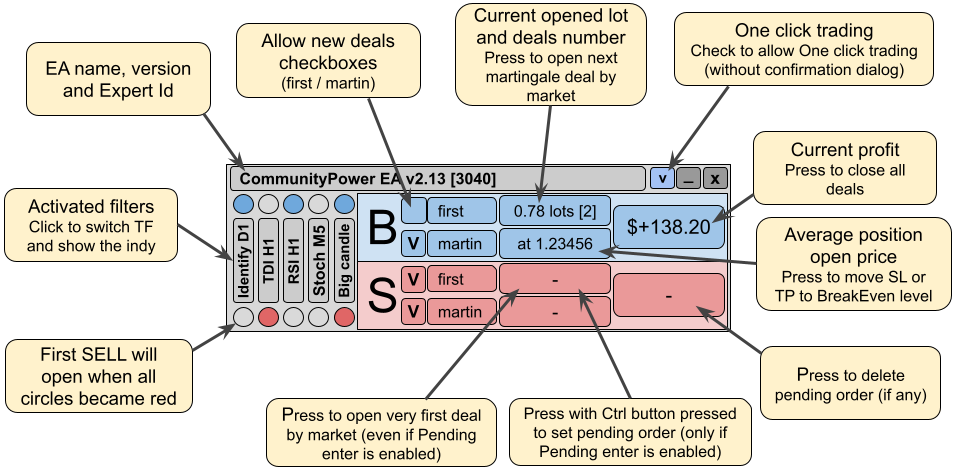 Current opened lot
and deals number
Press to open next
martingale deal by
market
One click trading
Check to allow One click trading
(without confirmation dialog)
Allow new deals
checkboxes
(first / martin)
EA name, version
and Expert Id
Current profit
Press to close all
deals
CommunityPower EA v2.13 [3040]
v
_
x
Activated filters
Click to switch TF
and show the indy
Identify D1
TDI H1
RSI H1
Stoch M5
Big candle
B
first
0.78 lots [2]
$+138.20
V
martin
at 1.23456
S
V
first
-
-
V
martin
-
Average position
open price
Press to move SL or
TP to BreakEven level
First SELL will
open when all
circles became red
Press to delete
pending order (if any)
Press to open very first deal
by market (even if Pending
enter is enabled)
Press with Ctrl button pressed
to set pending order (only if
Pending enter is enabled)